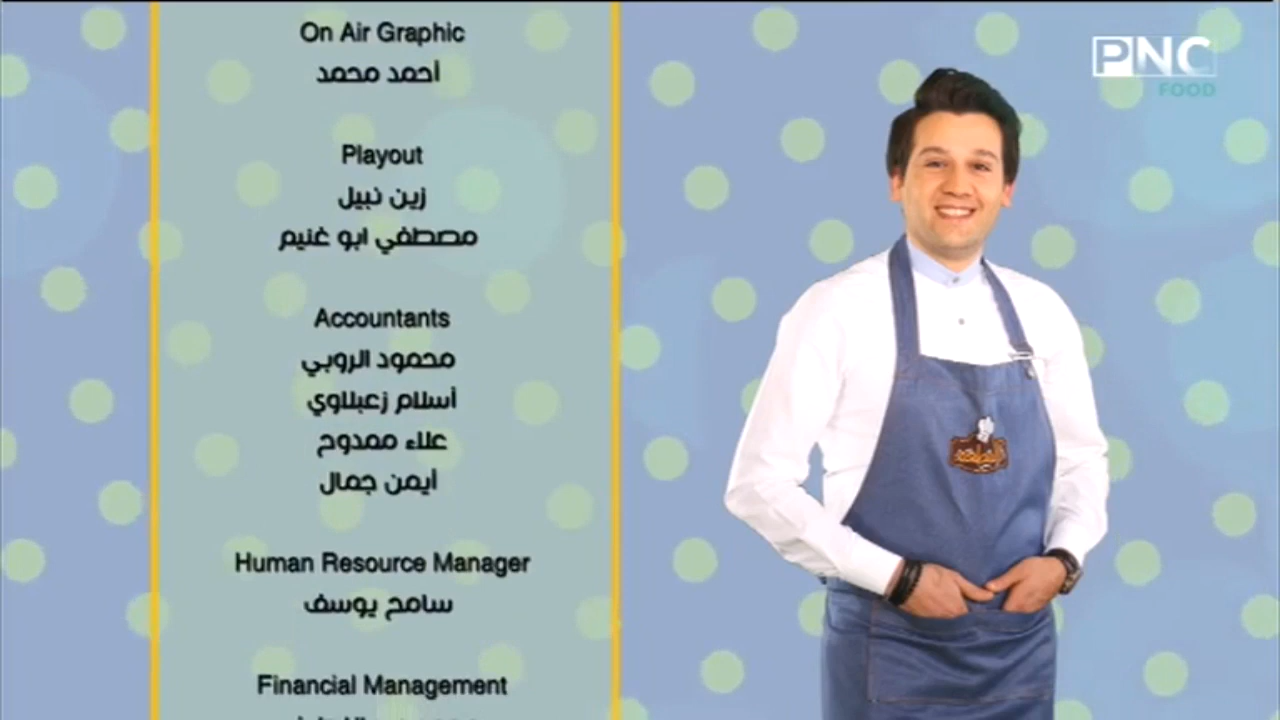 On Air Graphic
أحمد محمد
Playout
زين نبيل
مصطفي ابو غنيم
Accountants
محمود الروبي
أسلام زعبلاوي
علاء ممدوح
أيمن جمال
Human Resource Manager
سامح يوسف
Financial Management
PNC
FOOD